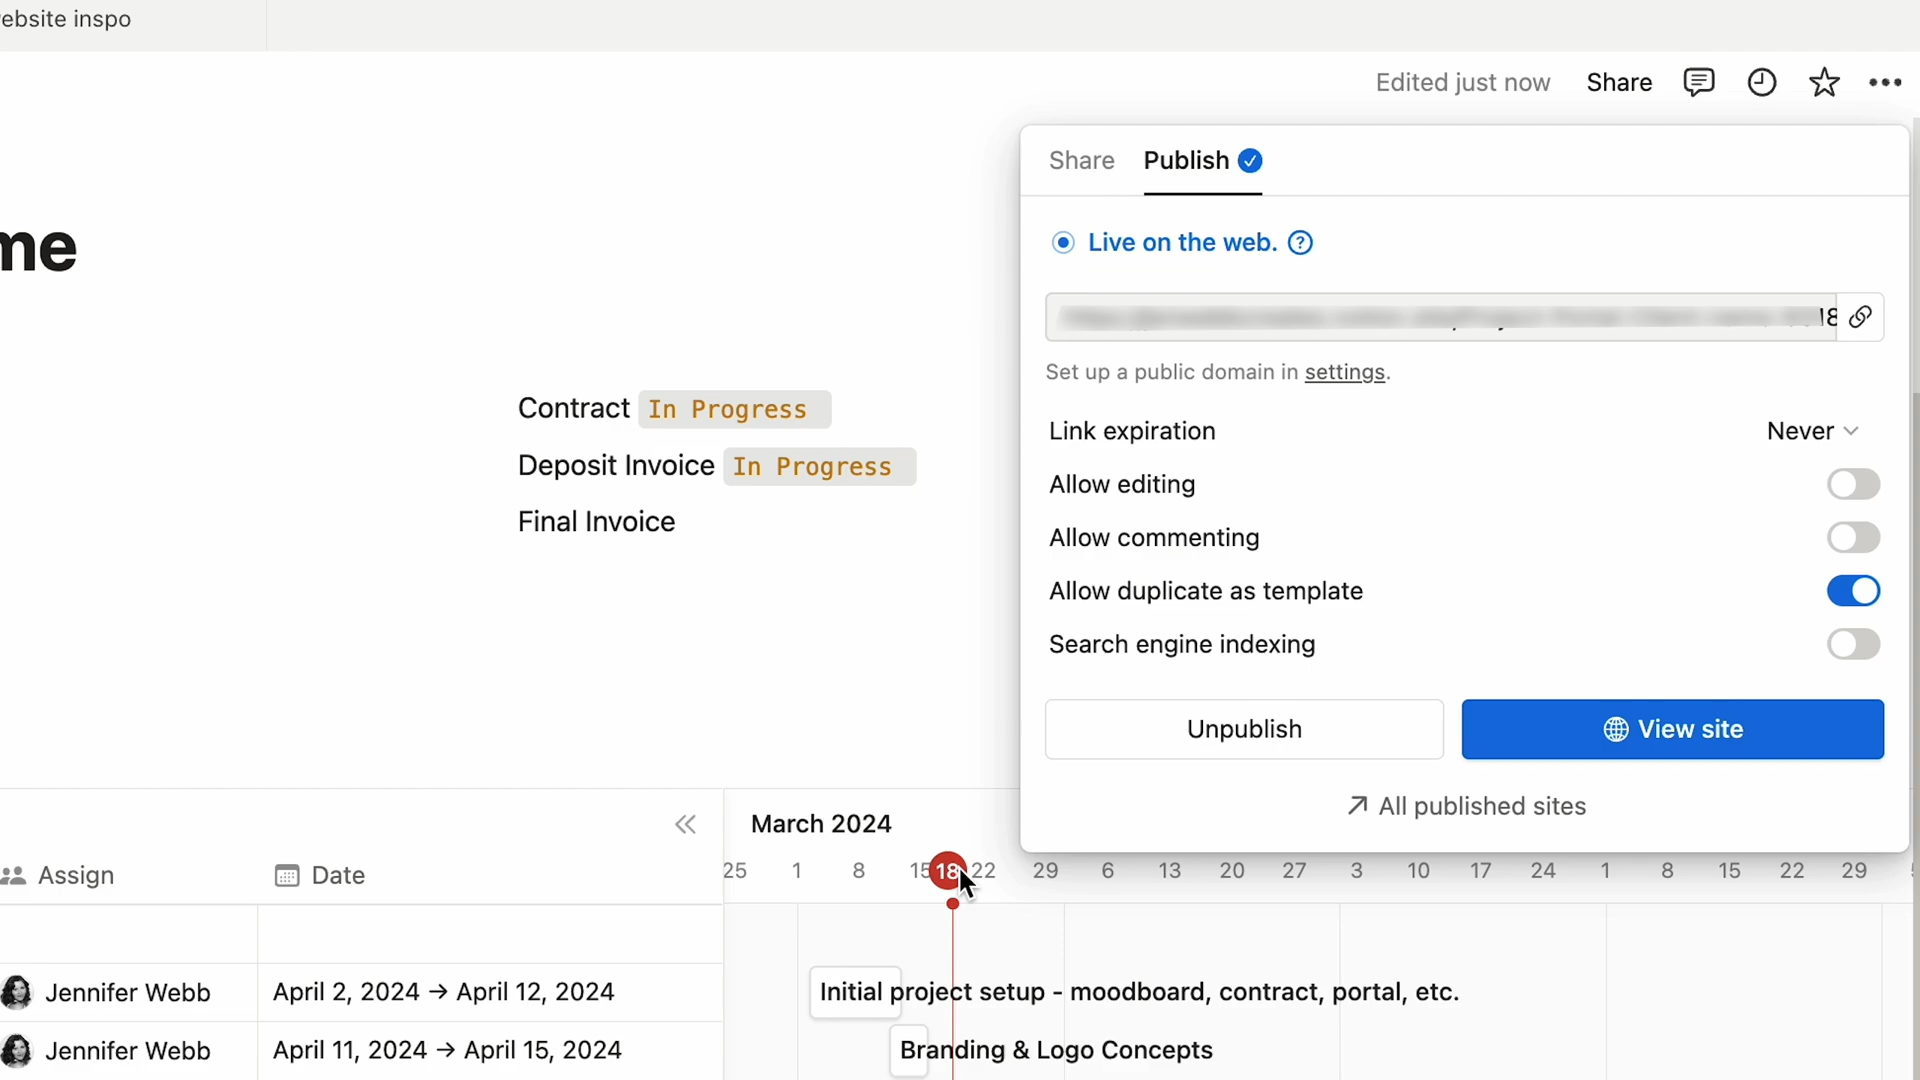 ebsite inspo
Edited just now Share
Share Publish
me
Live on the web.
18
Set up a public domain in settings.
Contract In Progress
Link expiration Never
Deposit Invoice In Progress
Allow editing
Final Invoice
Allow commenting
Allow duplicate as template
Search engine indexing
Unpublish View site
All published sites
March 2024
Assign Date
25 1 8 15 18 22 29 6 13 20 27 3 10 17 24 1 8 15 22 29
Jennifer Webb April 2, 2024 → April 12, 2024 Initial project setup - moodboard, contract, portal, etc.
Jennifer Webb April 11, 2024 → April 15, 2024 Branding & Logo Concepts